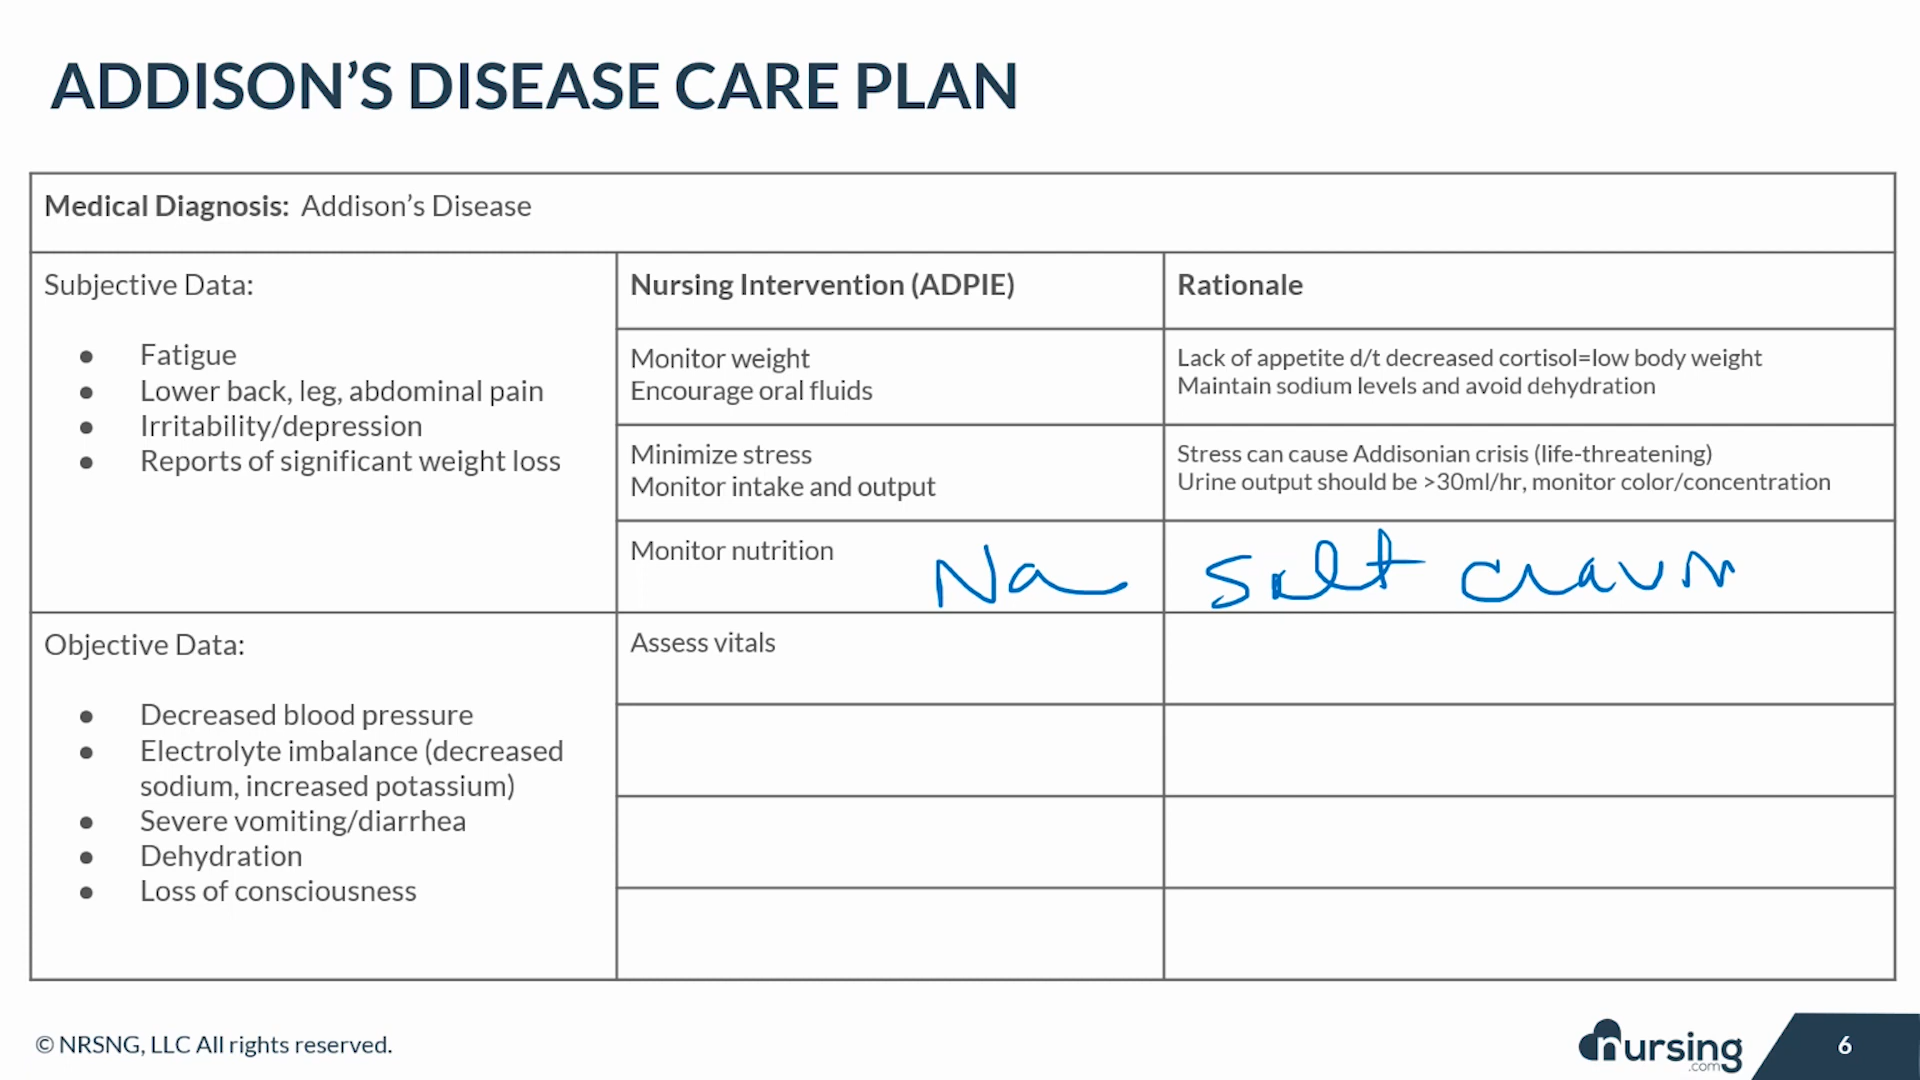 ADDISON’S DISEASE CARE PLAN
Medical Diagnosis: Addison’s Disease
Subjective Data:
● Fatigue
● Lower back, leg, abdominal pain
● Irritability/depression
● Reports of significant weight loss
Nursing Intervention (ADPIE)
Rationale
Monitor weight
Encourage oral fluids
Lack of appetite d/t decreased cortisol=low body weight
Maintain sodium levels and avoid dehydration
Minimize stress
Monitor intake and output
Stress can cause Addisonian crisis (life-threatening)
Urine output should be >30ml/hr, monitor color/concentration
Monitor nutrition Na
Salt
Objective Data:
● Decreased blood pressure
● Electrolyte imbalance (decreased
sodium, increased potassium)
● Severe vomiting/diarrhea
● Dehydration
● Loss of consciousness
Assess vitals
© NRSNG, LLC All rights reserved.
nursing
.com
6